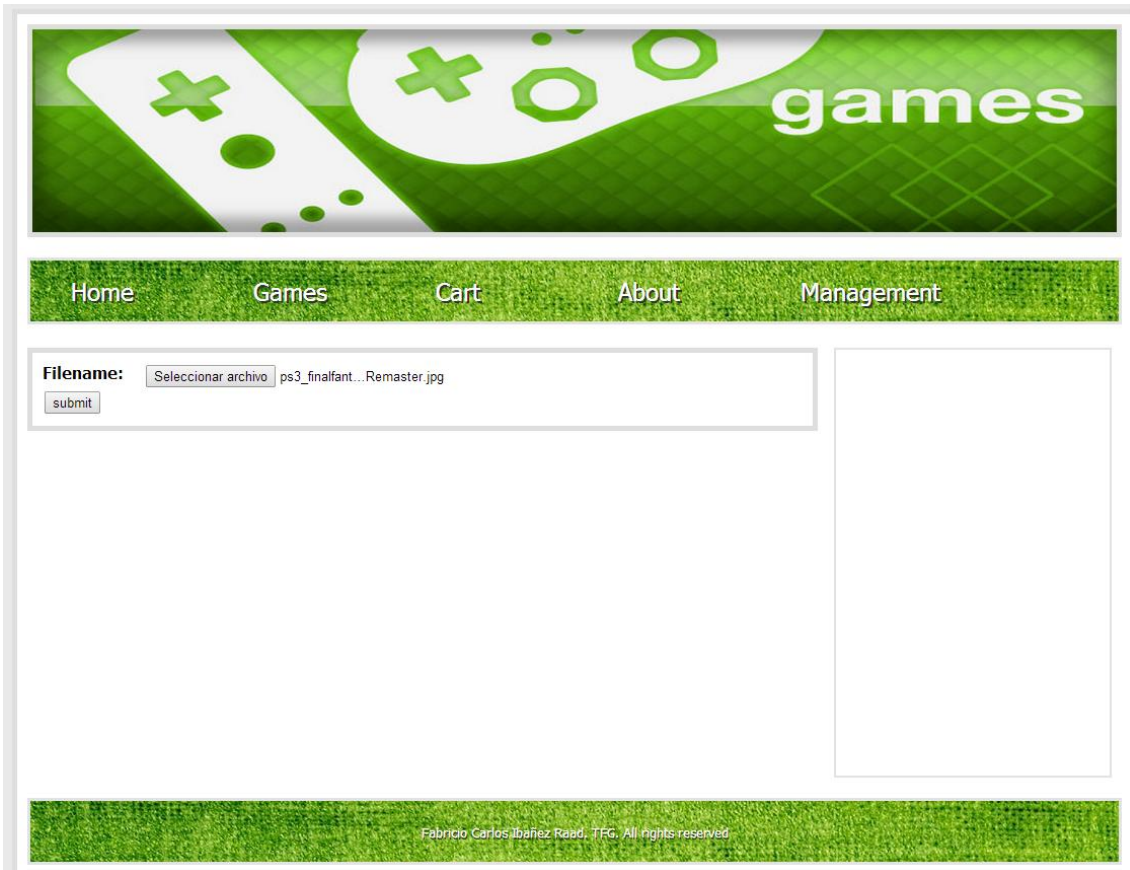 games
Home Games Cart About Management
Filename: Seleccionar archivo ps3_finalfant...Remaster.jpg
submit
Fabricio Carlos Ibañez Raad, TFG. All rights reserved